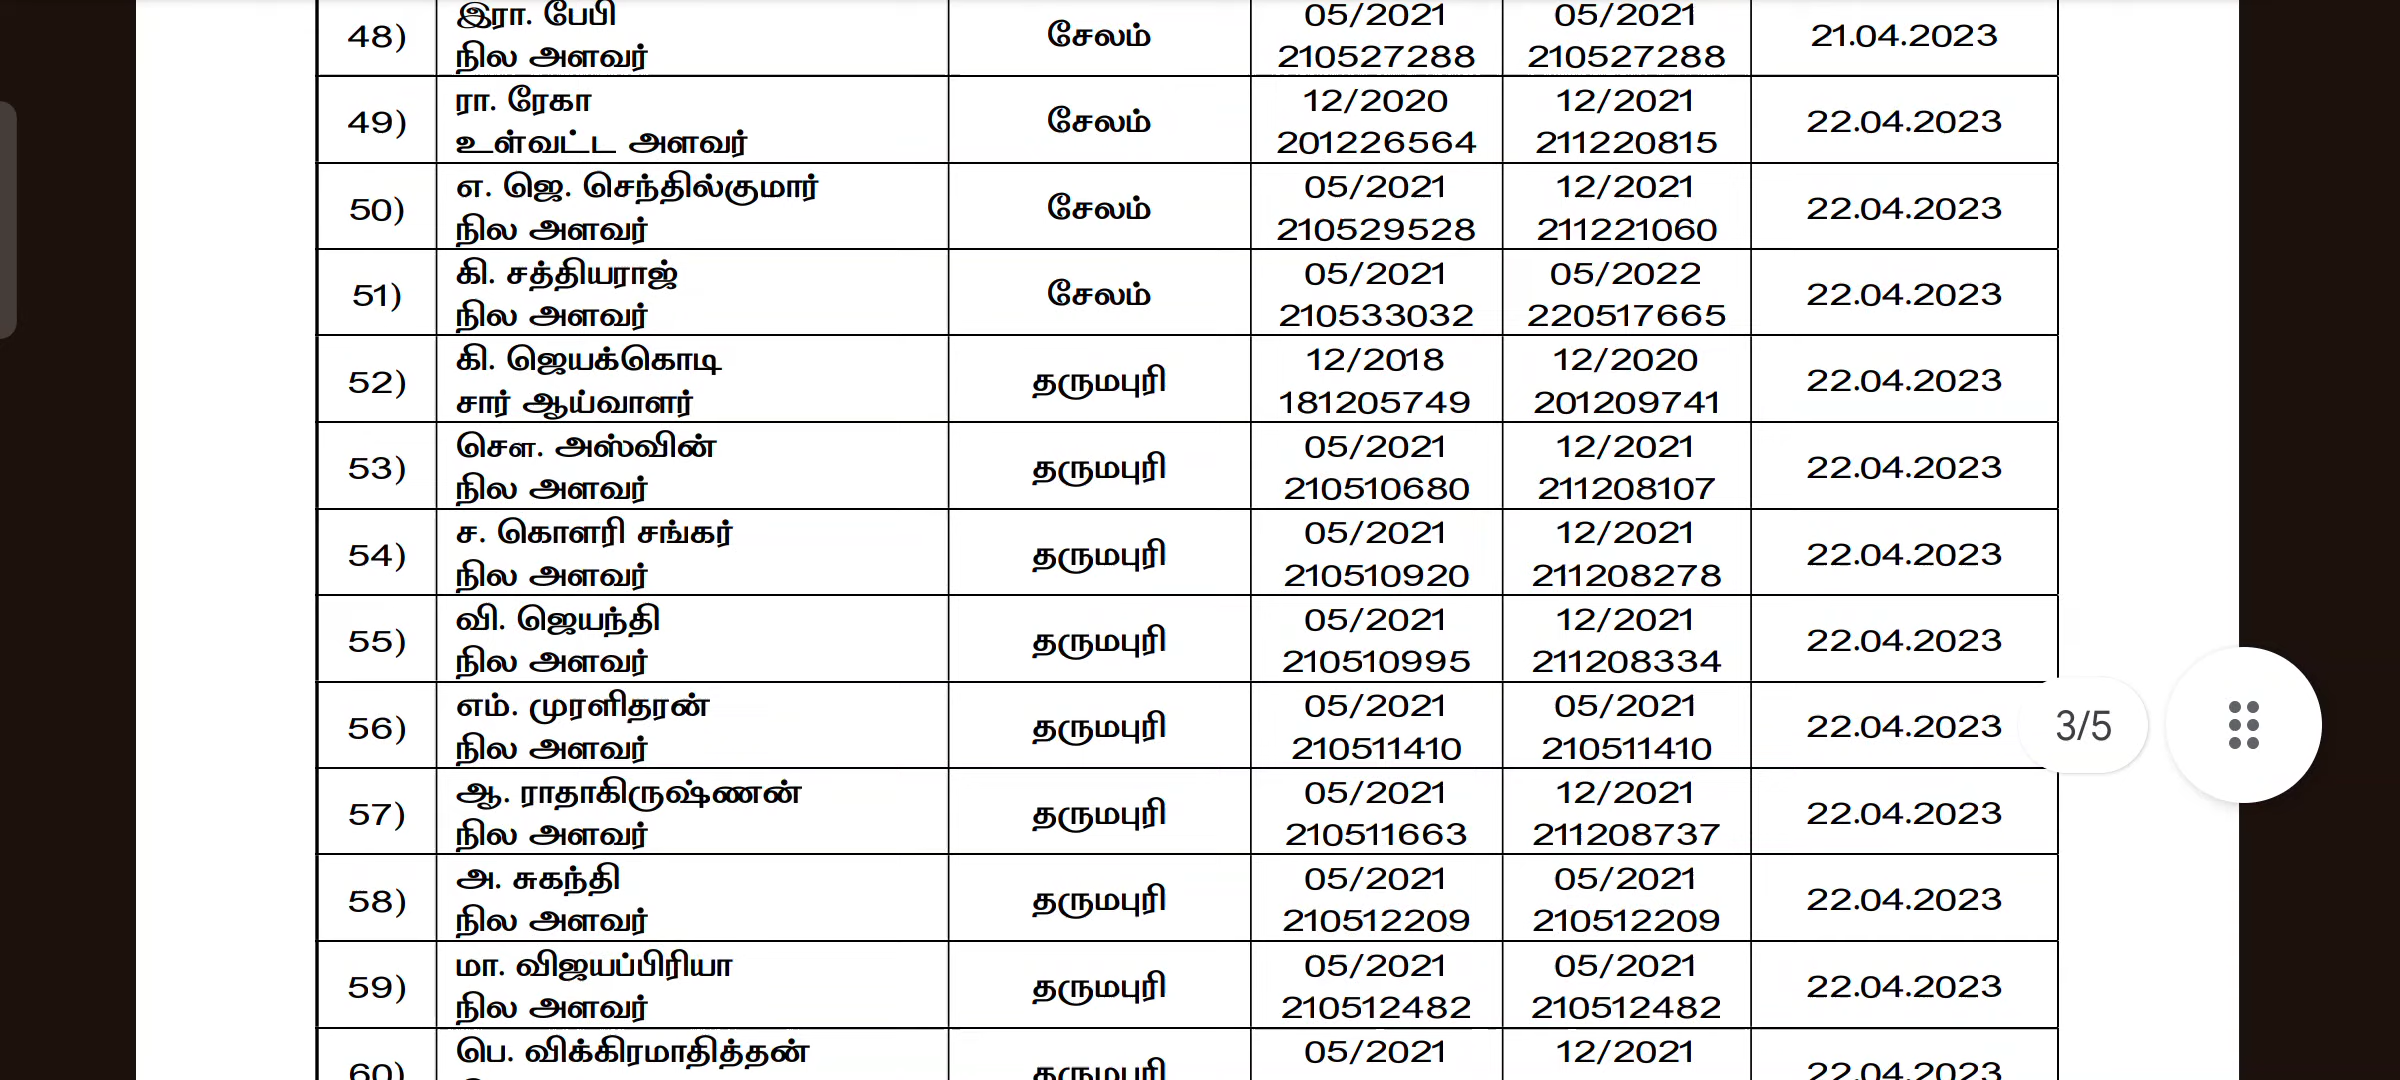 48) இரா. பேபி நில அளவர் சேலம் 05/2021 210527288 05/2021 210527288 21.04.2023
49) ரா. ரேகா உள்வட்ட அளவர் சேலம் 12/2020 201226564 12/2021 211220815 22.04.2023
50) எ. ஜெ. செந்தில்குமார் நில அளவர் சேலம் 05/2021 210529528 12/2021 211221060 22.04.2023
51) கி. சத்தியராஜ் நில அளவர் சேலம் 05/2021 210533032 05/2022 220517665 22.04.2023
52) கி. ஜெயக்கொடி சார் ஆய்வாளர் தருமபுரி 12/2018 181205749 12/2020 201209741 22.04.2023
53) சௌ. அஸ்வின் நில அளவர் தருமபுரி 05/2021 210510680 12/2021 211208107 22.04.2023
54) ச. கௌரி சங்கர் நில அளவர் தருமபுரி 05/2021 210510920 12/2021 211208278 22.04.2023
55) வி. ஜெயந்தி நில அளவர் தருமபுரி 05/2021 210510995 12/2021 211208334 22.04.2023
56) எம். முரளிதரன் நில அளவர் தருமபுரி 05/2021 210511410 05/2021 210511410 22.04.2023
3/5
57) ஆ. ராதாகிருஷ்ணன் நில அளவர் தருமபுரி 05/2021 210511663 12/2021 211208737 22.04.2023
58) அ. சுகந்தி நில அளவர் தருமபுரி 05/2021 210512209 05/2021 210512209 22.04.2023
59) மா. விஜயப்பிரியா நில அளவர் தருமபுரி 05/2021 210512482 05/2021 210512482 22.04.2023
60) பெ. விக்கிரமாதித்தன் தருமபுரி 05/2021 12/2021 22.04.2023